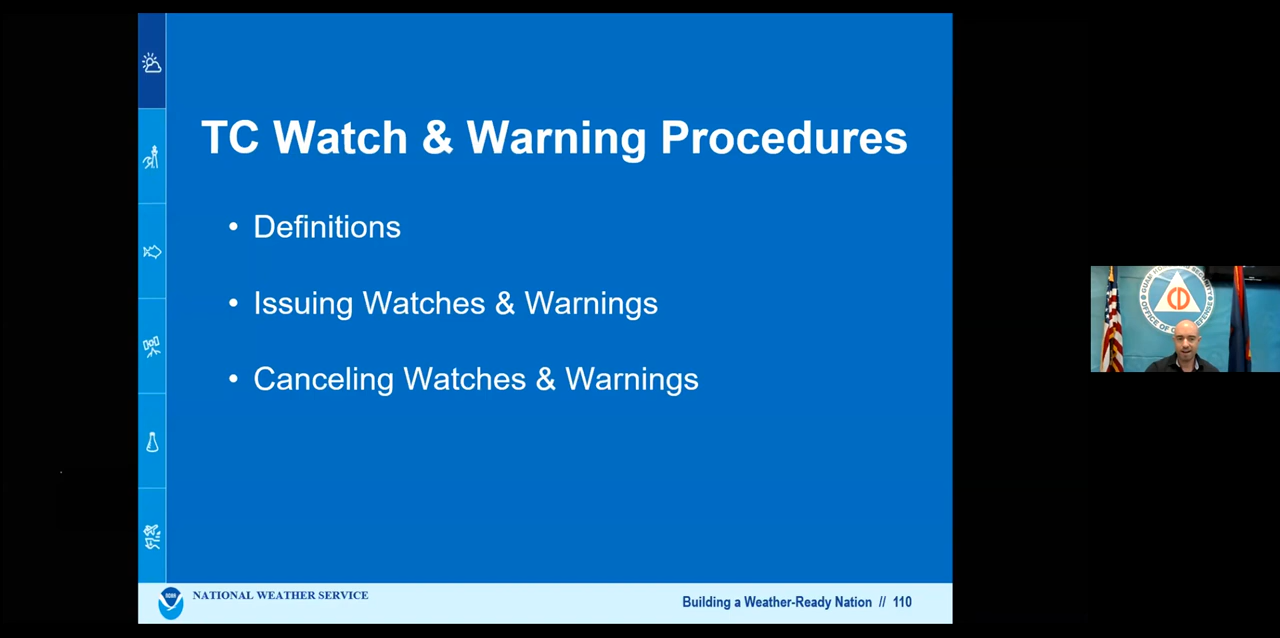 TC Watch & Warning Procedures
• Definitions
• Issuing Watches & Warnings
• Canceling Watches & Warnings
NATIONAL WEATHER SERVICE
Building a Weather-Ready Nation // 110
CD